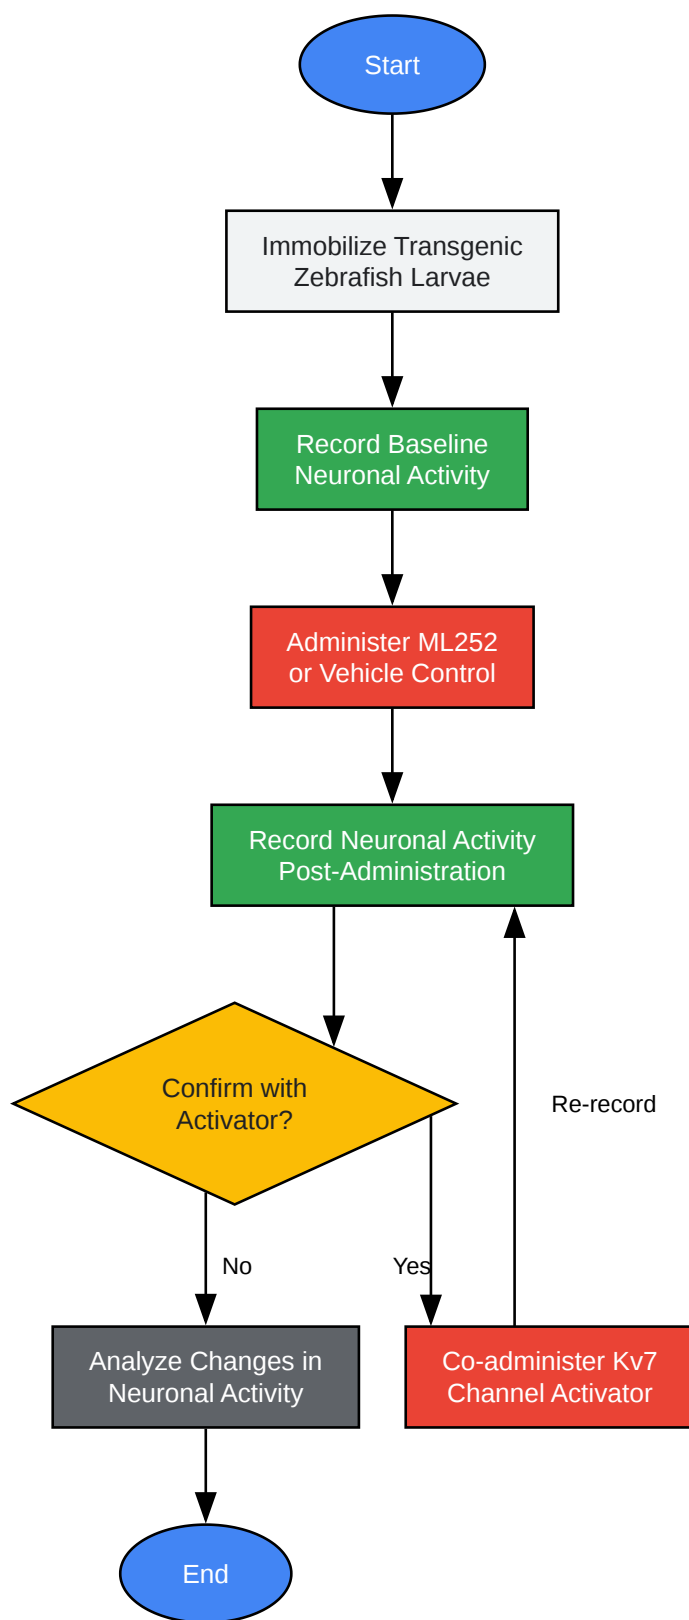 Start
Immobilize Transgenic
Zebrafish Larvae
Record Baseline
Neuronal Activity
Administer ML252
or Vehicle Control
Record Neuronal Activity
Post-Administration
Confirm with
Activator?
Re-record
No
Yes
Analyze Changes in
Neuronal Activity
Co-administer Kv7
Channel Activator
End